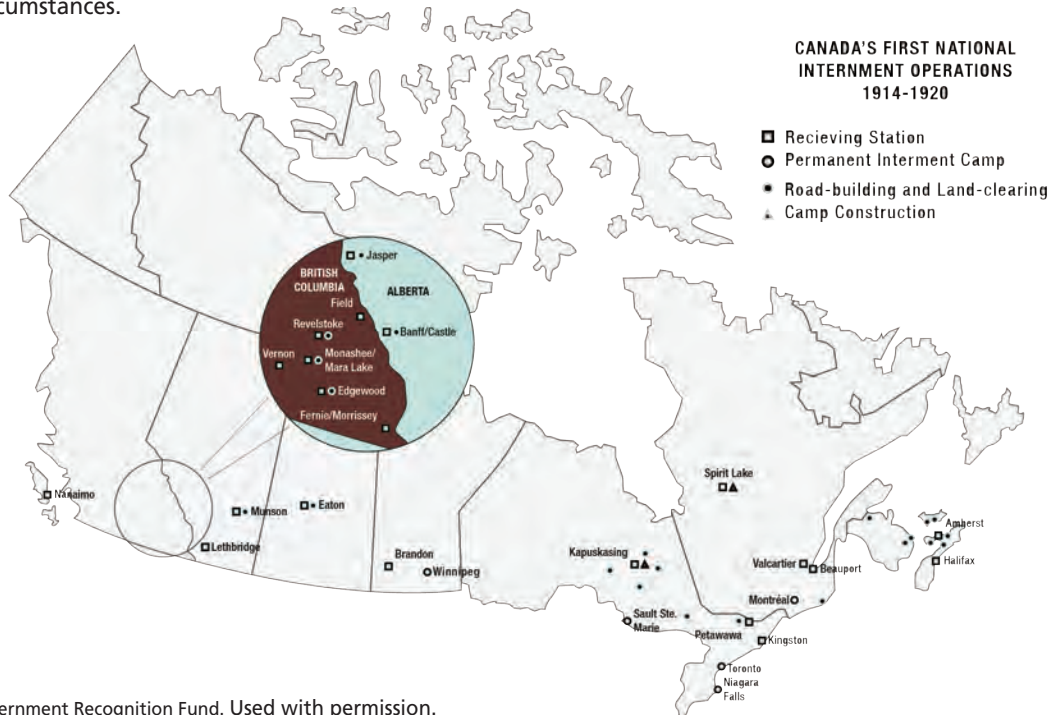 cumstances.
CANADA'S FIRST NATIONAL
INTERNMENT OPERATIONS
1914-1920
Recieving Station
Permanent Interment Camp
Road-building and Land-clearing
Camp Construction
Jasper
BRITISH
COLUMBIA
ALBERTA
Field
Revelstoke
Banff/Castle
Vernon
Monashee/
Mara Lake
Edgewood
Fernie/Morrissey
Nanaimo
Munson
Eaton
Lethbridge
Brandon
Winnipeg
Spirit Lake
Kapuskasing
Amherst
Valcartier
Beauport
Halifax
Montréal
Sault Ste.
Marie
Petawawa
Kingston
Toronto
Niagara
Falls
ernment Recognition Fund. Used with permission.